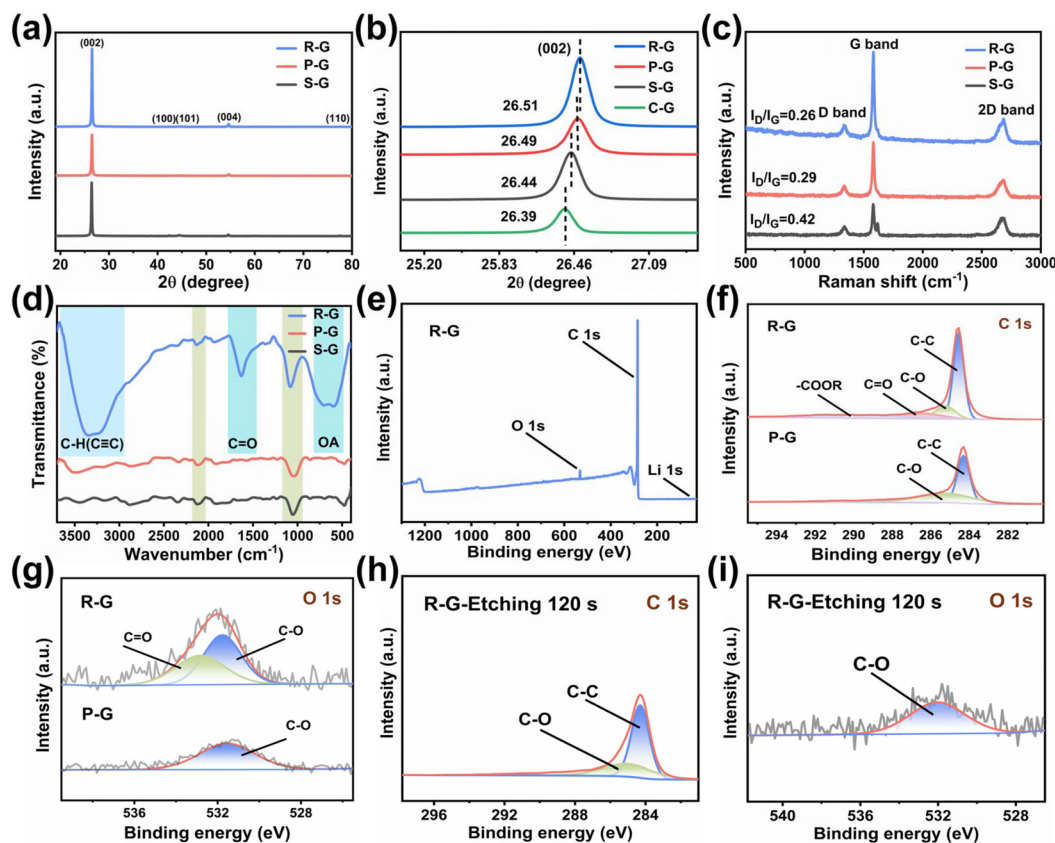 (a)
(002)
R-G
P-G
S-G
(100)(101)
(004)
(110)
Intensity (a.u.)
20 30 40 50 60 70 80
2θ (degree)
(b)
(002)
R-G
P-G
S-G
C-G
26.51
26.49
26.44
26.39
Intensity (a.u.)
25.20 25.83 26.46 27.09
2θ (degree)
(c)
G band
R-G
P-G
S-G
I_D/I_G=0.26
D band
2D band
I_D/I_G=0.29
I_D/I_G=0.42
Intensity (a.u.)
500 1000 1500 2000 2500 3000
Raman shift (cm⁻¹)
(d)
R-G
P-G
S-G
C-H(C≡C)
C=O
OA
Transmittance (%)
3500 3000 2500 2000 1500 1000 500
Wavenumber (cm⁻¹)
(e)
R-G
C 1s
O 1s
Li 1s
Intensity (a.u.)
1200 1000 800 600 400 200 0
Binding energy (eV)
(f)
C 1s
R-G
C-C
C-O
C=O
-COOR
P-G
C-C
C-O
Intensity (a.u.)
294 292 290 288 286 284 282
Binding energy (eV)
(g)
R-G
O 1s
C=O
C-O
P-G
C-O
Intensity (a.u.)
536 532 528
Binding energy (eV)
(h)
R-G-Etching 120 s
C 1s
C-C
C-O
Intensity (a.u.)
296 292 288 284
Binding energy (eV)
(i)
R-G-Etching 120 s
O 1s
C-O
Intensity (a.u.)
540 536 532 528
Binding energy (eV)